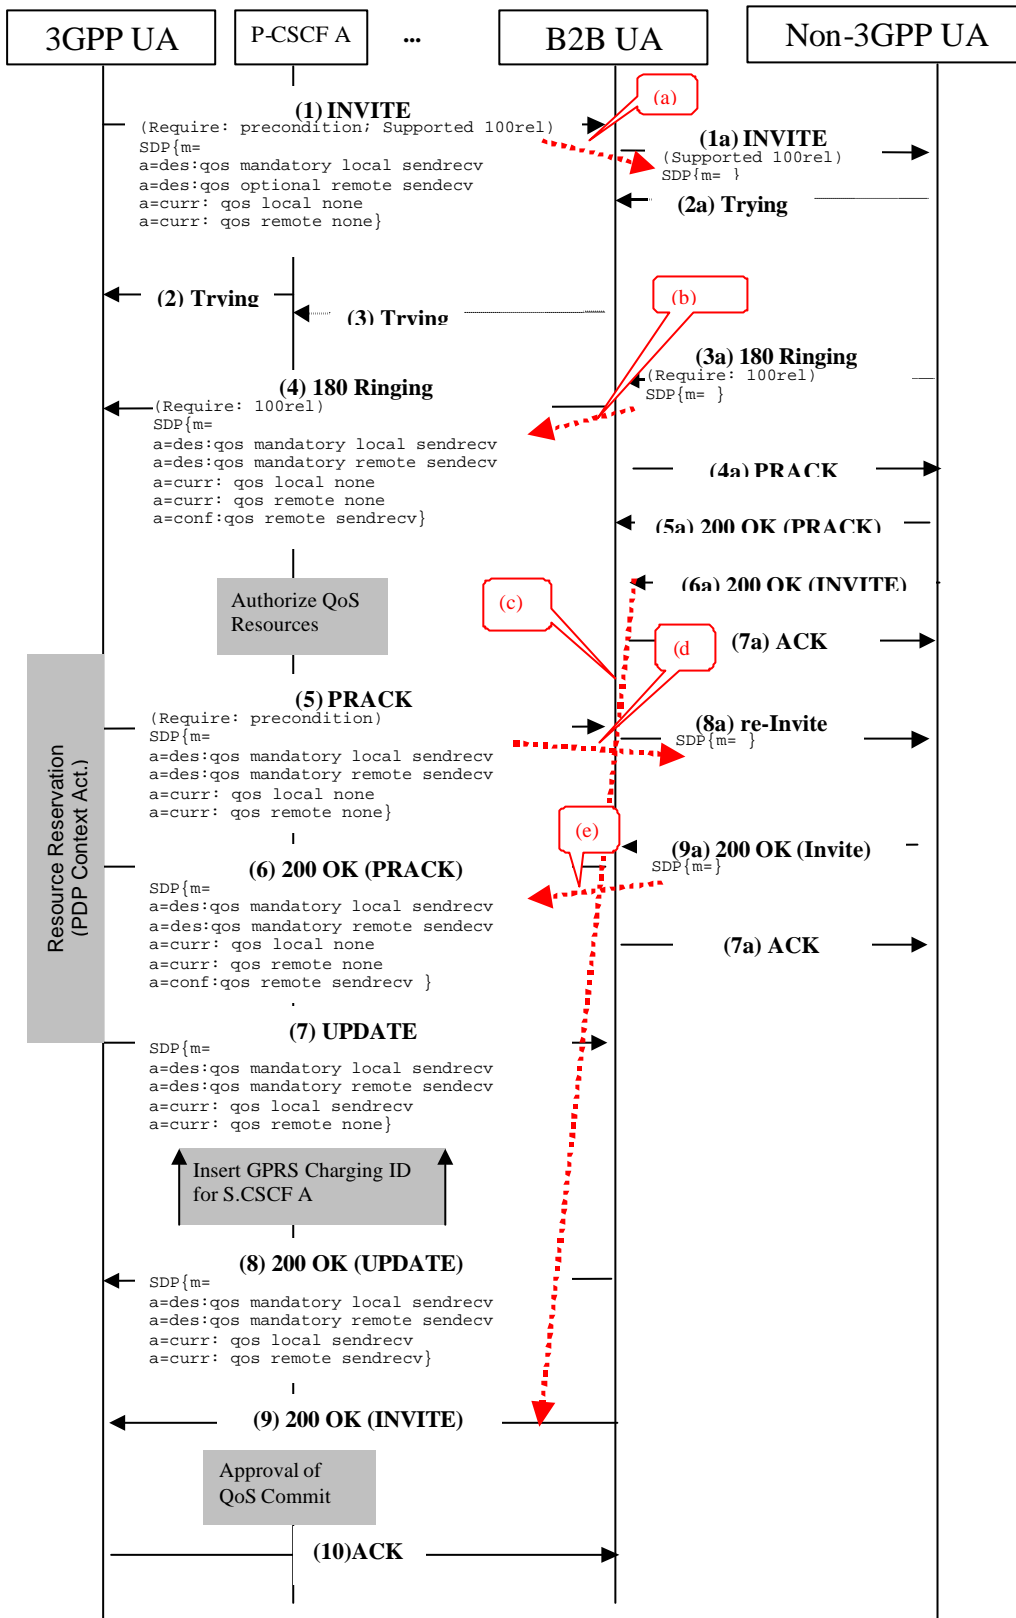 3GPP UA
P-CSCF A
...
B2B UA
Non-3GPP UA
(a)
(1) INVITE
(Require: precondition; Supported 100rel)
SDP{m=
a=des:qos mandatory local sendrecv
a=des:qos optional remote sendecv
a=curr: qos local none
a=curr: qos remote none}
(1a) INVITE
(Supported 100rel)
SDP{m= }
(2a) Trying
(2) Trying
(3) Trying
(b)
(3a) 180 Ringing
(Require: 100rel)
SDP{m= }
(4) 180 Ringing
(Require: 100rel)
SDP{m=
a=des:qos mandatory local sendrecv
a=des:qos mandatory remote sendecv
a=curr: qos local none
a=curr: qos remote none
a=conf:qos remote sendrecv}
(4a) PRACK
(5a) 200 OK (PRACK)
(6a) 200 OK (INVITE)
Authorize QoS
Resources
(c)
(d
(7a) ACK
Resource Reservation
(PDP Context Act.)
(5) PRACK
(Require: precondition)
SDP{m=
a=des:qos mandatory local sendrecv
a=des:qos mandatory remote sendecv
a=curr: qos local none
a=curr: qos remote none}
(8a) re-Invite
SDP{m= }
(e)
(9a) 200 OK (Invite)
SDP{m=}
(6) 200 OK (PRACK)
SDP{m=
a=des:qos mandatory local sendrecv
a=des:qos mandatory remote sendecv
a=curr: qos local none
a=curr: qos remote none
a=conf:qos remote sendrecv }
(7a) ACK
(7) UPDATE
SDP{m=
a=des:qos mandatory local sendrecv
a=des:qos mandatory remote sendecv
a=curr: qos local sendrecv
a=curr: qos remote none}
Insert GPRS Charging ID
for S.CSCF A
(8) 200 OK (UPDATE)
SDP{m=
a=des:qos mandatory local sendrecv
a=des:qos mandatory remote sendecv
a=curr: qos local sendrecv
a=curr: qos remote sendrecv}
(9) 200 OK (INVITE)
Approval of
QoS Commit
(10)ACK